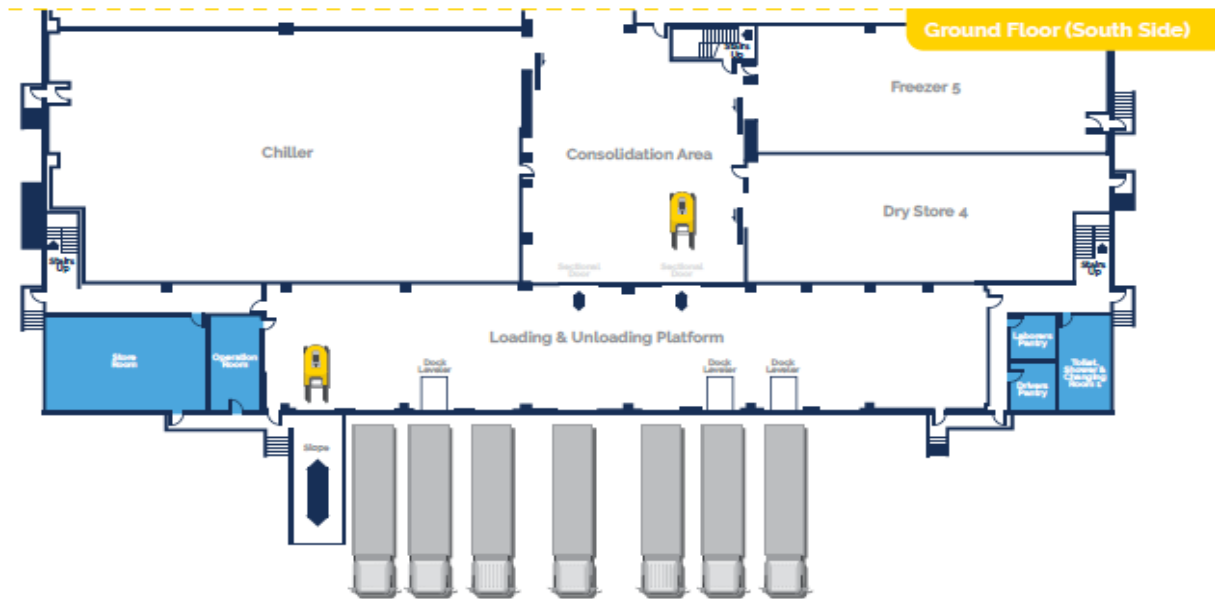 Ground Floor (South Side)
Stairs
Up
Freezer 5
Chiller
Consolidation Area
Dry Store 4
Stairs
Up
Sectional
Door
Sectional
Door
Stairs
Up
Loading & Unloading Platform
Store
Room
Operation
Room
Dock
Leveler
Dock
Leveler
Dock
Leveler
Laborers
Pantry
Drivers
Pantry
Toilet,
Shower &
Changing
Room 1
Slope